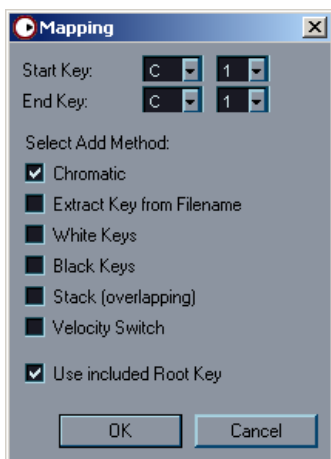 Mapping
Start Key: C 1
End Key: C 1
Select Add Method:
Chromatic
Extract Key from Filename
White Keys
Black Keys
Stack (overlapping)
Velocity Switch
Use included Root Key
OK Cancel